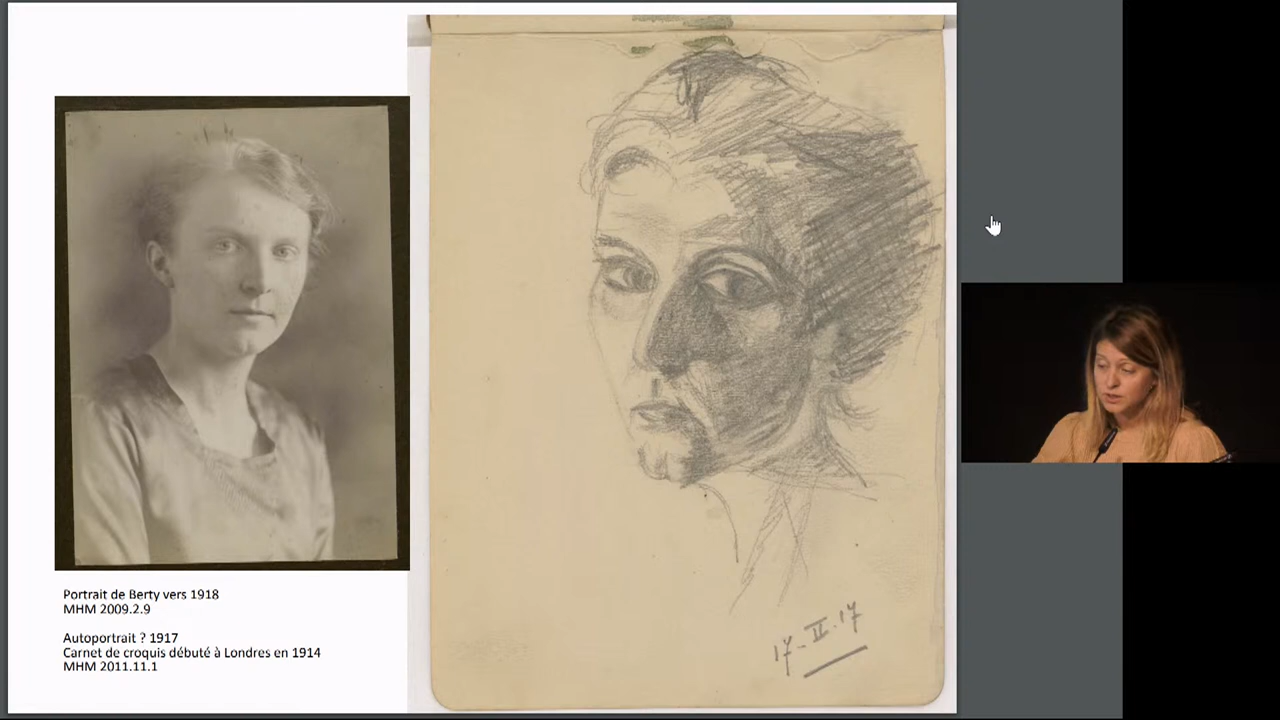 Portrait de Berty vers 1918
MHM 2009.2.9
Autoportrait ? 1917
Carnet de croquis débuté à Londres en 1914
MHM 2011.11.1
17-II.17